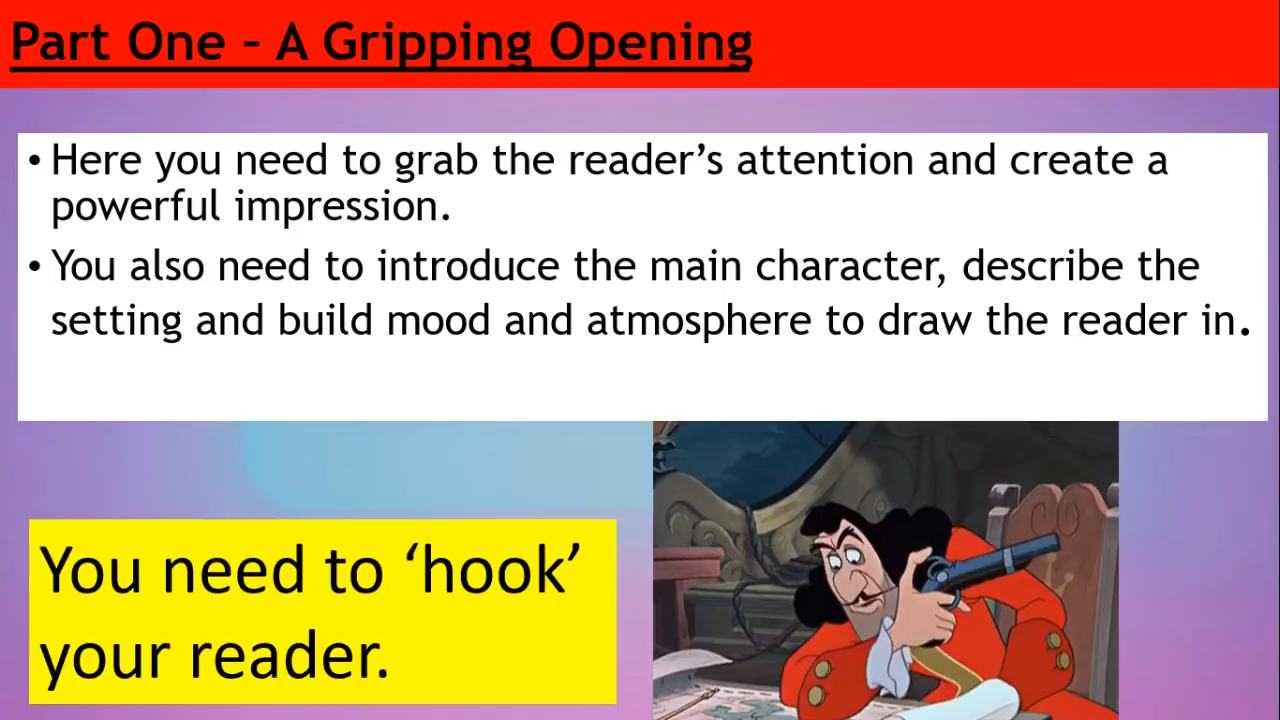 Part One – A Gripping Opening
• Here you need to grab the reader’s attention and create a
powerful impression.
• You also need to introduce the main character, describe the
setting and build mood and atmosphere to draw the reader in.
You need to ‘hook’
your reader.